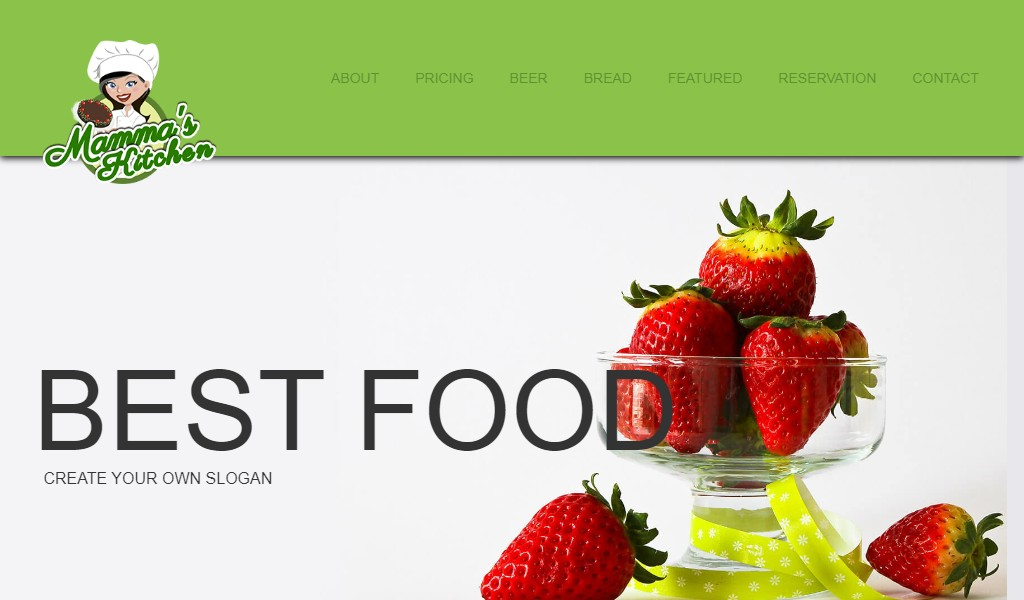 Mamma's
Kitchen
ABOUT PRICING BEER BREAD FEATURED RESERVATION CONTACT
BEST FOOD
CREATE YOUR OWN SLOGAN